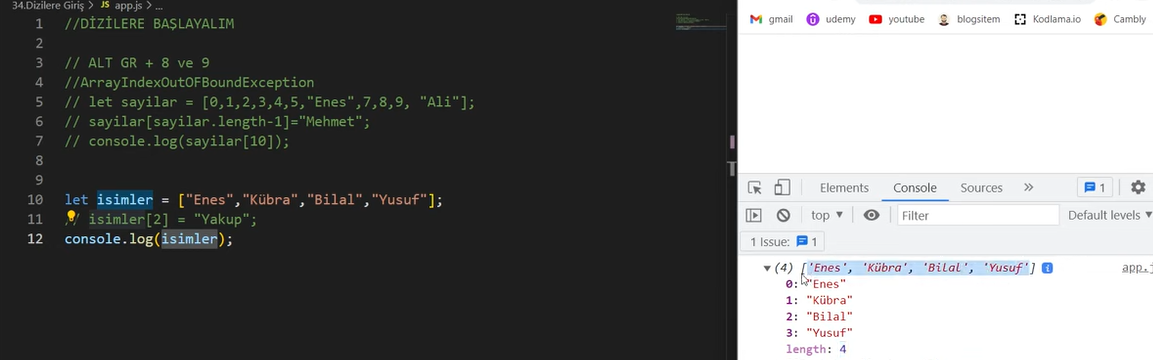 34.Dizilere Giriş > JS app.js > ...
1 //DİZİLERE BAŞLAYALIM
2
3 // ALT GR + 8 ve 9
4 //ArrayIndexOutOFBoundException
5 // let sayilar = [0,1,2,3,4,5,"Enes",7,8,9, "Ali"];
6 // sayilar[sayilar.length-1]="Mehmet";
7 // console.log(sayilar[10]);
8
9
10 let isimler = ["Enes","Kübra","Bilal","Yusuf"];
11 // isimler[2] = "Yakup";
12 console.log(isimler);
gmail udemy youtube blogsitem Kodlama.io Cambly
Elements Console Sources » 1
top ▼ Filter Default levels ▼
1 Issue: 1
▼ (4) ['Enes', 'Kübra', 'Bilal', 'Yusuf'] i app.j
0: "Enes"
1: "Kübra"
2: "Bilal"
3: "Yusuf"
length: 4